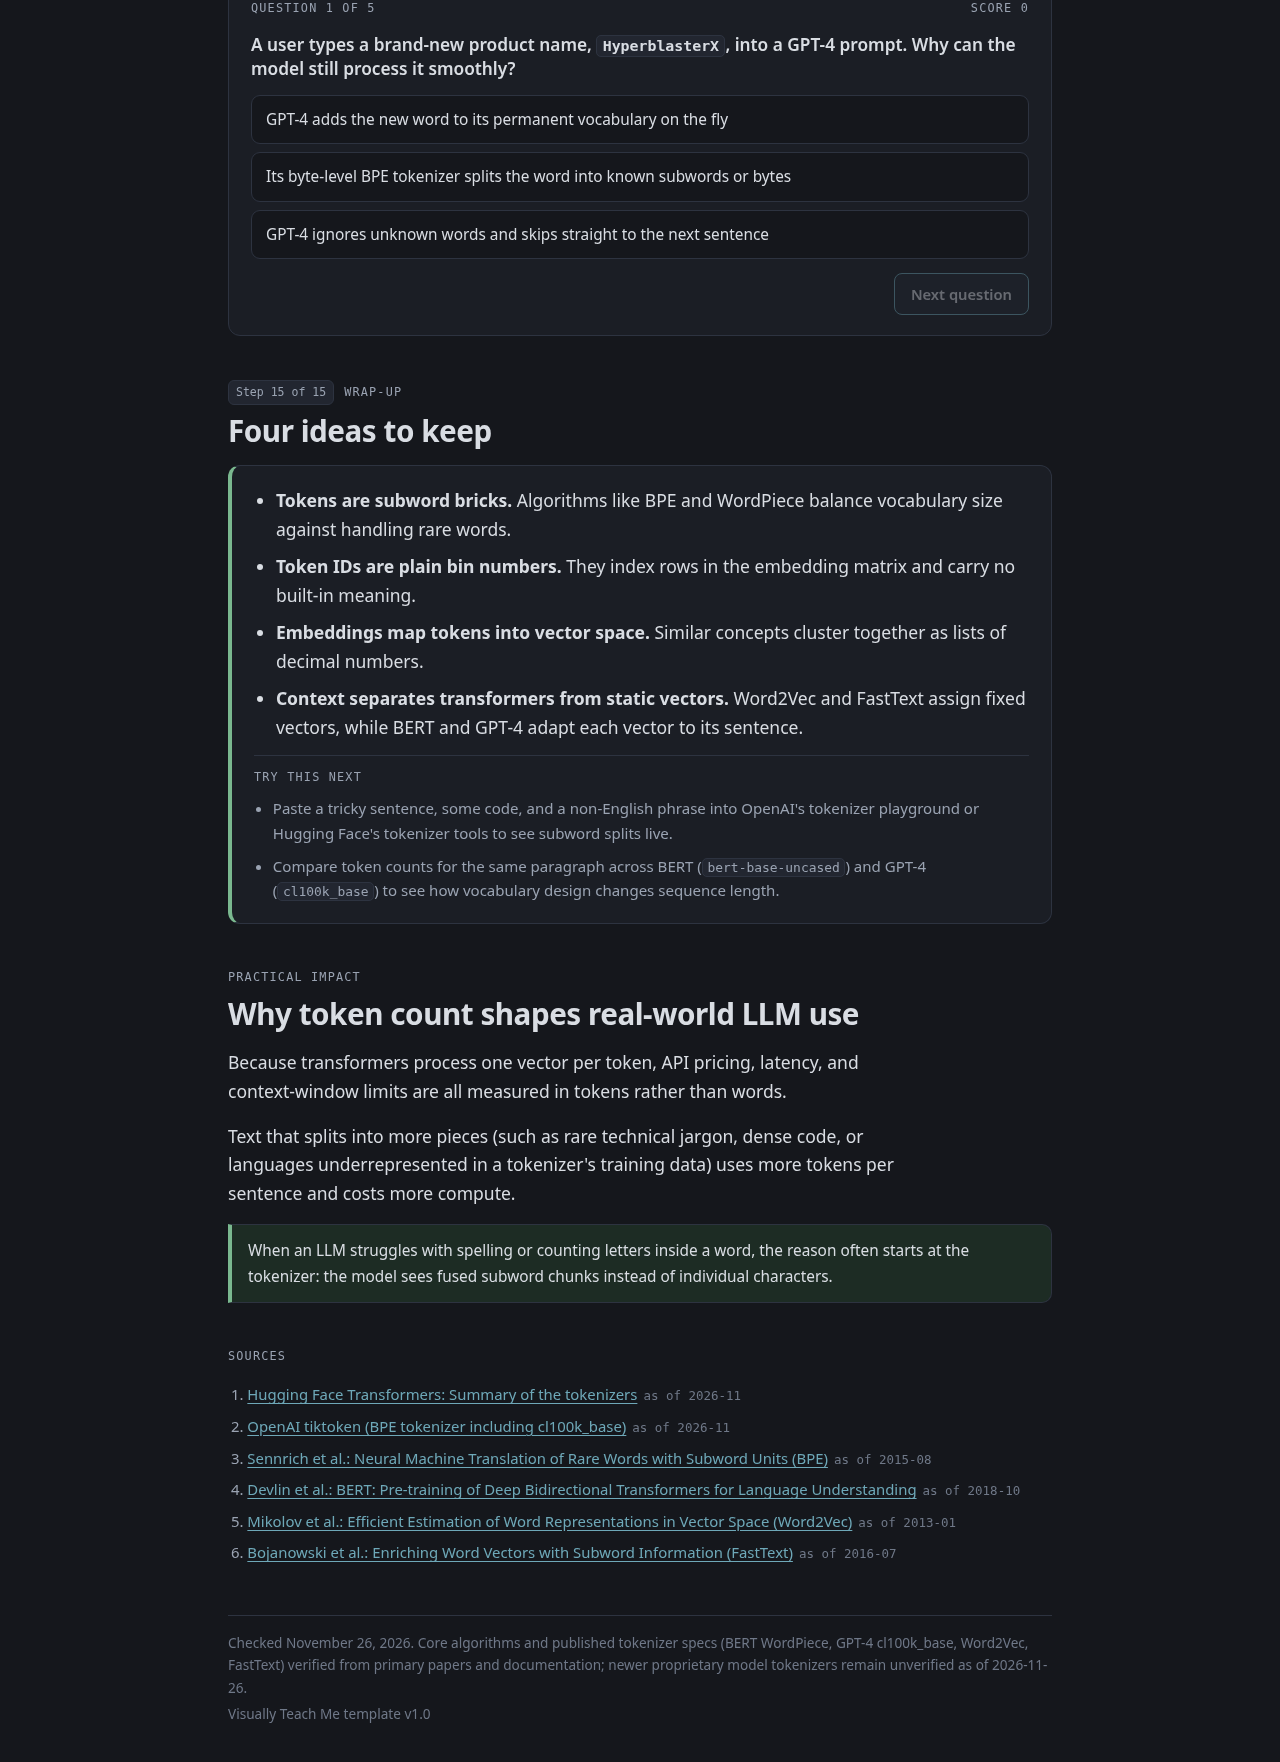 QUESTION 1 OF 5
SCORE 0
A user types a brand-new product name, HyperblasterX, into a GPT-4 prompt. Why can the
model still process it smoothly?
GPT-4 adds the new word to its permanent vocabulary on the fly
Its byte-level BPE tokenizer splits the word into known subwords or bytes
GPT-4 ignores unknown words and skips straight to the next sentence
Next question
Step 15 of 15 WRAP-UP
Four ideas to keep
• Tokens are subword bricks. Algorithms like BPE and WordPiece balance vocabulary size
against handling rare words.
• Token IDs are plain bin numbers. They index rows in the embedding matrix and carry no
built-in meaning.
• Embeddings map tokens into vector space. Similar concepts cluster together as lists of
decimal numbers.
• Context separates transformers from static vectors. Word2Vec and FastText assign fixed
vectors, while BERT and GPT-4 adapt each vector to its sentence.
TRY THIS NEXT
• Paste a tricky sentence, some code, and a non-English phrase into OpenAI's tokenizer playground or
Hugging Face's tokenizer tools to see subword splits live.
• Compare token counts for the same paragraph across BERT (bert-base-uncased) and GPT-4
(cl100k_base) to see how vocabulary design changes sequence length.
PRACTICAL IMPACT
Why token count shapes real-world LLM use
Because transformers process one vector per token, API pricing, latency, and
context-window limits are all measured in tokens rather than words.
Text that splits into more pieces (such as rare technical jargon, dense code, or
languages underrepresented in a tokenizer's training data) uses more tokens per
sentence and costs more compute.
When an LLM struggles with spelling or counting letters inside a word, the reason often starts at the
tokenizer: the model sees fused subword chunks instead of individual characters.
SOURCES
1. Hugging Face Transformers: Summary of the tokenizers as of 2026-11
2. OpenAI tiktoken (BPE tokenizer including cl100k_base) as of 2026-11
3. Sennrich et al.: Neural Machine Translation of Rare Words with Subword Units (BPE) as of 2015-08
4. Devlin et al.: BERT: Pre-training of Deep Bidirectional Transformers for Language Understanding as of 2018-10
5. Mikolov et al.: Efficient Estimation of Word Representations in Vector Space (Word2Vec) as of 2013-01
6. Bojanowski et al.: Enriching Word Vectors with Subword Information (FastText) as of 2016-07
Checked November 26, 2026. Core algorithms and published tokenizer specs (BERT WordPiece, GPT-4 cl100k_base, Word2Vec,
FastText) verified from primary papers and documentation; newer proprietary model tokenizers remain unverified as of 2026-11-
26.
Visually Teach Me template v1.0